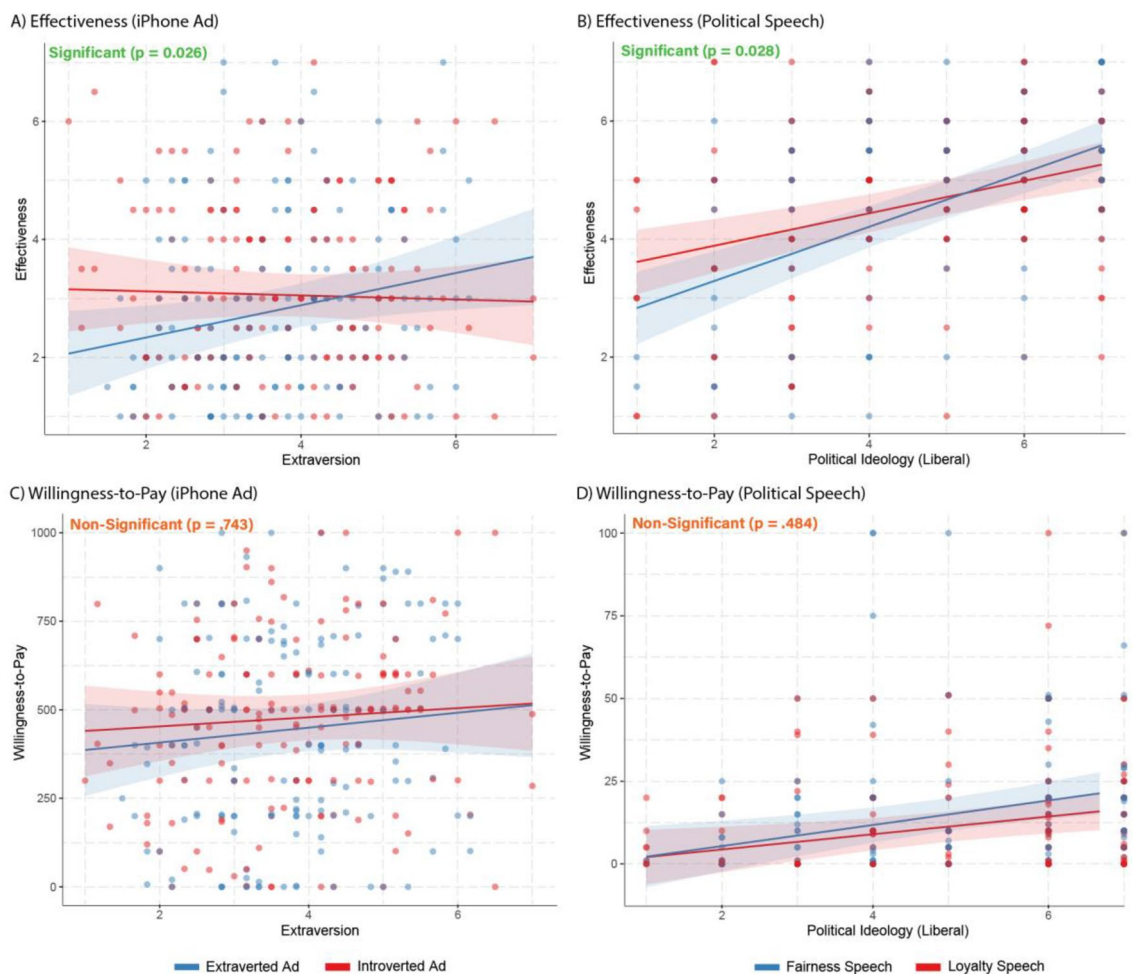 A) Effectiveness (iPhone Ad)
Significant (p = 0.026)
6
4
2
Effectiveness
2
4
6
Extraversion
B) Effectiveness (Political Speech)
Significant (p = 0.028)
6
4
2
Effectiveness
2
4
6
Political Ideology (Liberal)
C) Willingness-to-Pay (iPhone Ad)
Non-Significant (p = .743)
1000
750
500
250
0
Willingness-to-Pay
2
4
6
Extraversion
Extraverted Ad
Introverted Ad
D) Willingness-to-Pay (Political Speech)
Non-Significant (p = .484)
100
75
50
25
0
Willingness-to-Pay
2
4
6
Political Ideology (Liberal)
Fairness Speech
Loyalty Speech